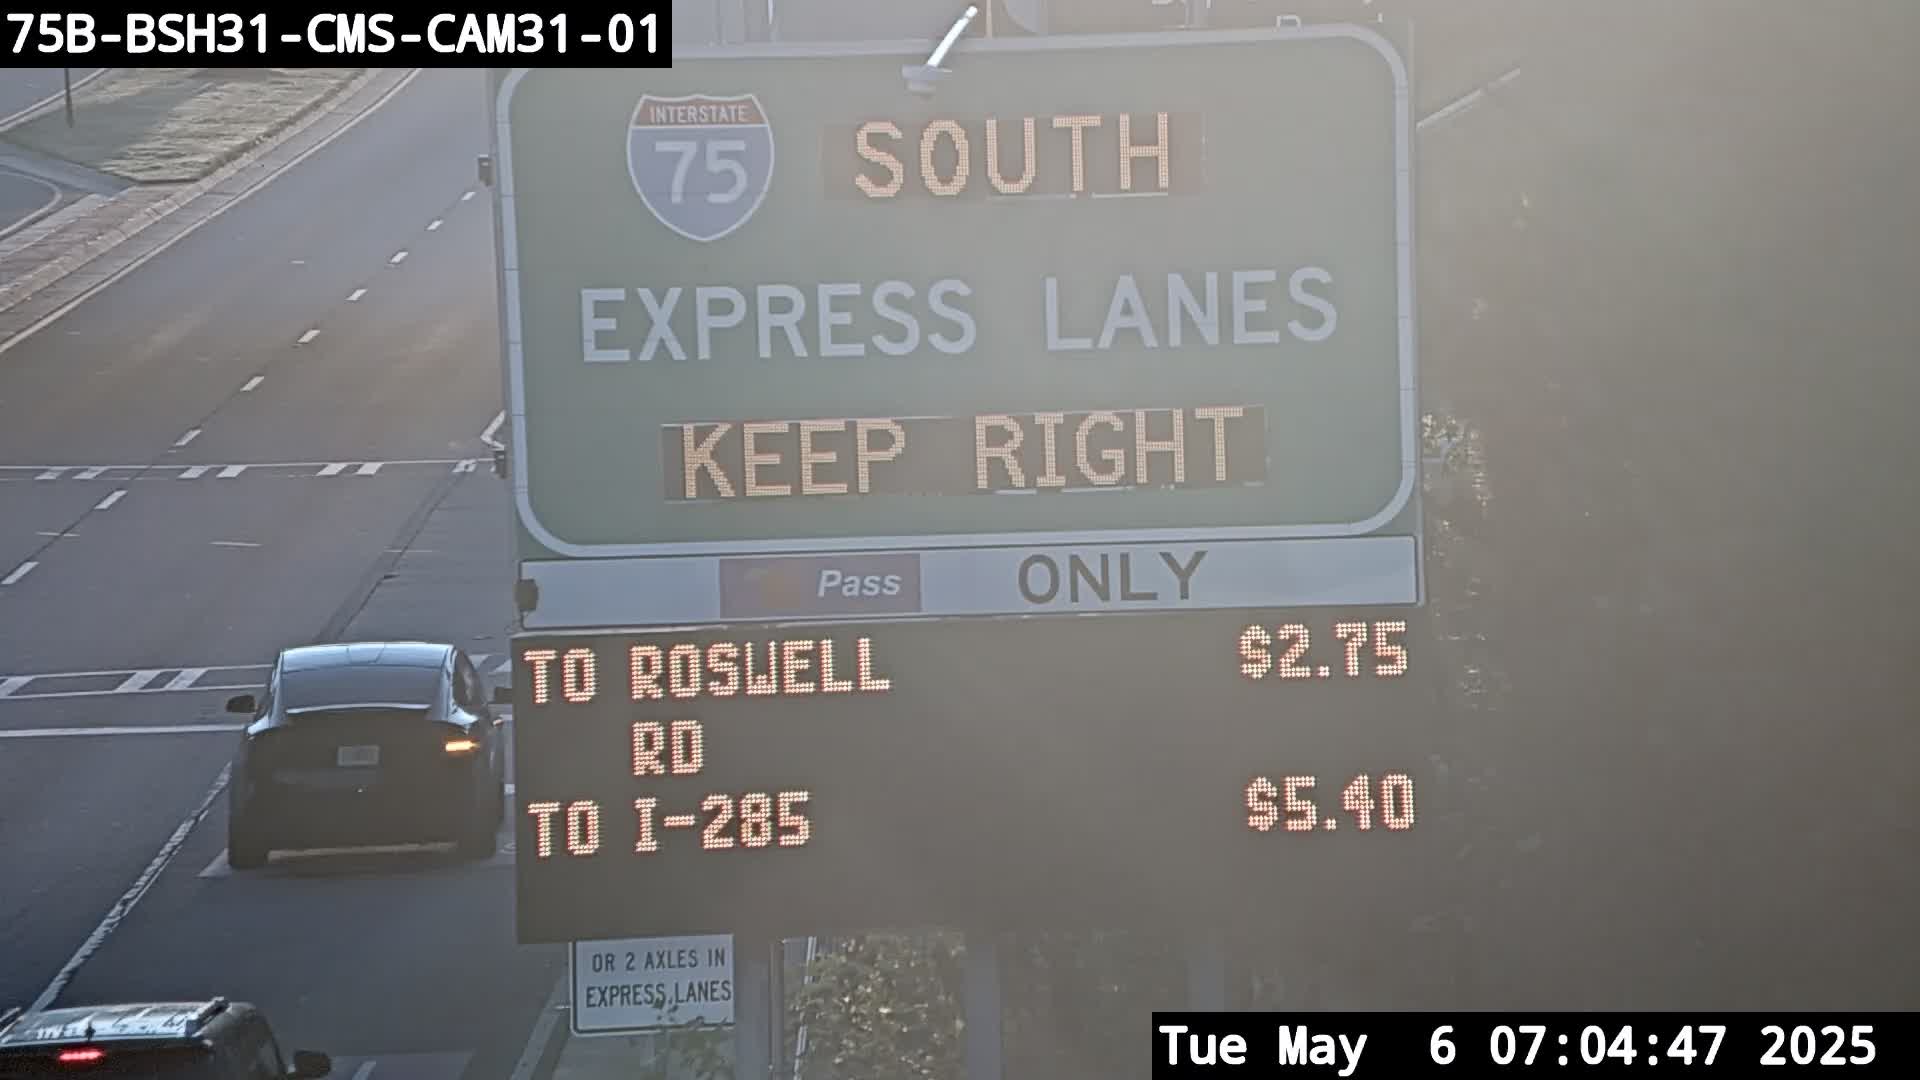 75B-BSH31-CMS-CAM31-01
INTERSTATE
75
SOUTH
EXPRESS LANES
KEEP RIGHT
Pass
ONLY
TO ROSWELL $2.75
RD
TO I-285 $5.40
OR 2 AXLES IN
EXPRESS LANES
Tue May 6 07:04:47 2025